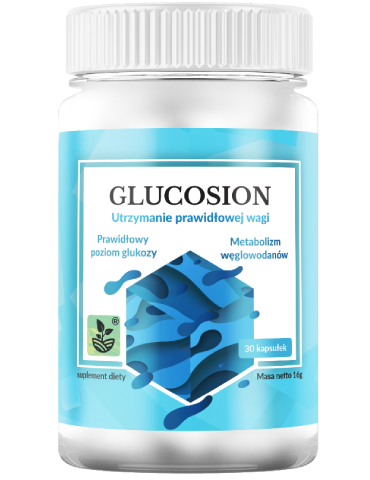 GLUCOSION
Utrzymanie prawidłowej wagi
Prawidłowy
poziom glukozy
Metabolizm
węglowodanów
®
30 kapsułek
suplement diety
Masa netto 16g